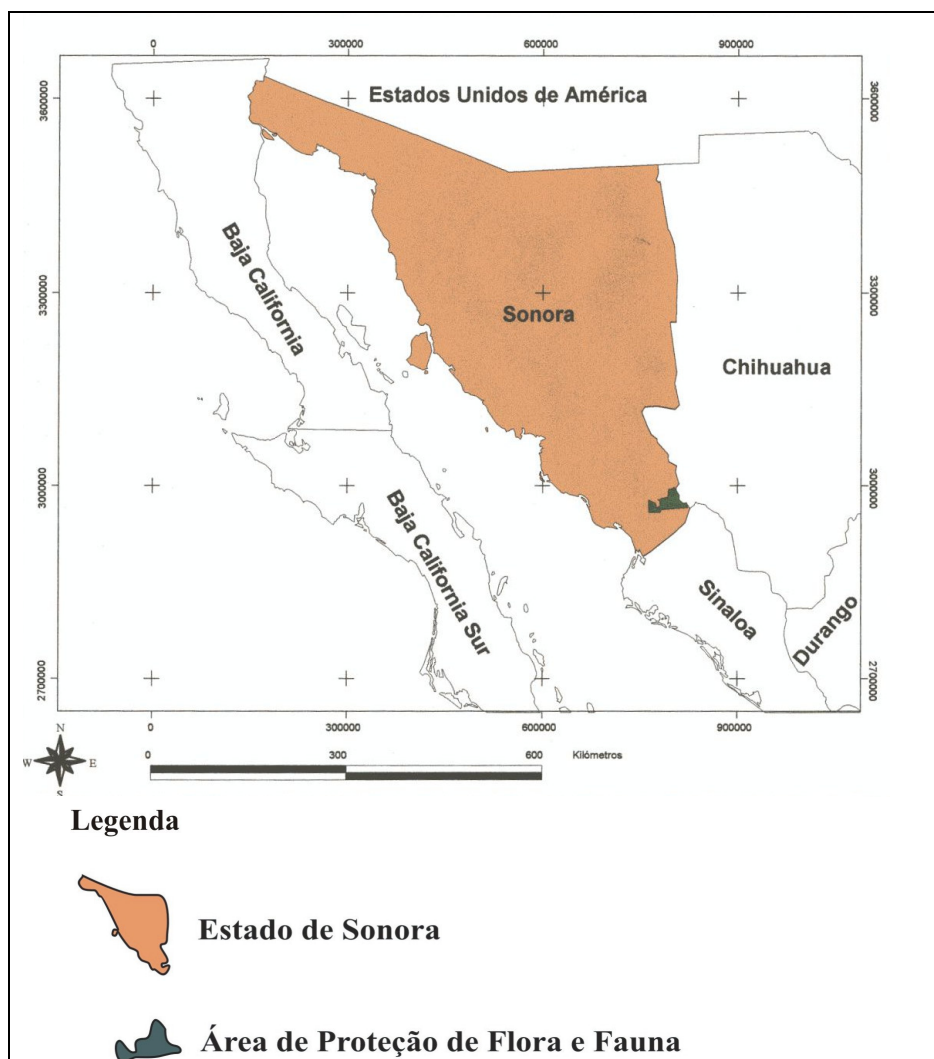 0 300000 600000 900000
Estados Unidos de América
3600000 3600000
Baja California
Sonora
3300000 3300000
Chihuahua
3000000 3000000
Baja California Sur
Sinaloa
Durango
2700000 2700000
0 300000 600000 900000
N
W E
S
0 300 600 Kilómetros
Legenda
Estado de Sonora
Área de Proteção de Flora e Fauna